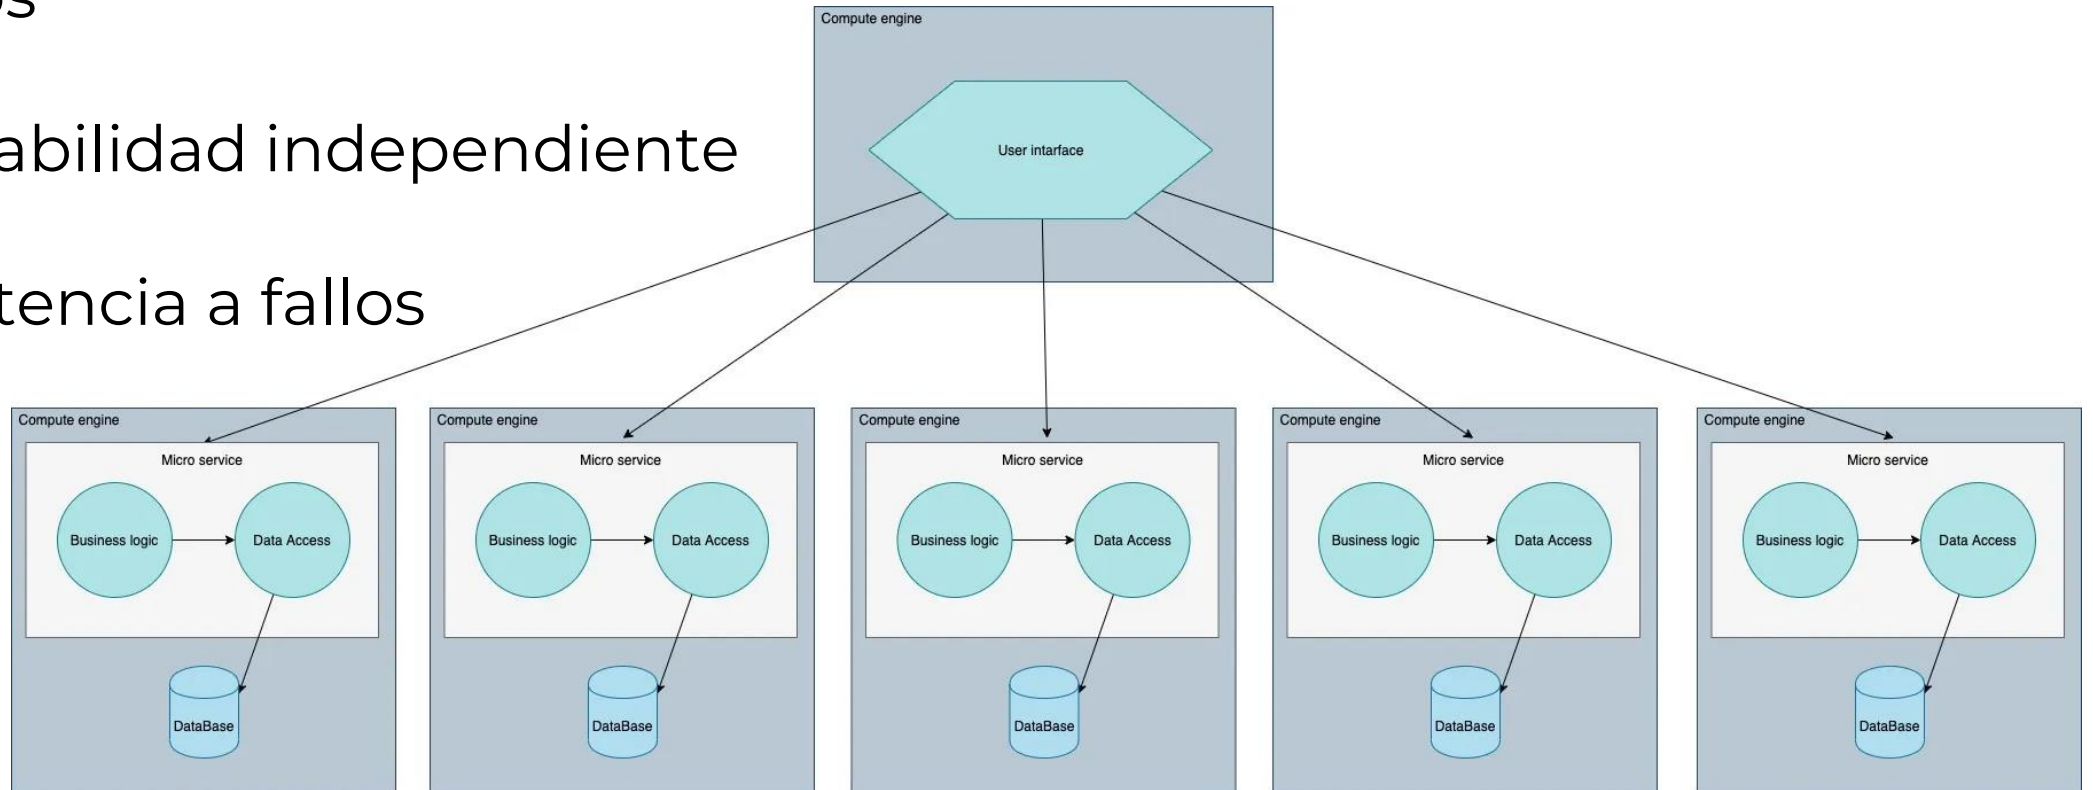 os
Compute engine
abilidad independiente
User intarface
tencia a fallos
Compute engine
Micro service
Business logic
Data Access
DataBase
Compute engine
Micro service
Business logic
Data Access
DataBase
Compute engine
Micro service
Business logic
Data Access
DataBase
Compute engine
Micro service
Business logic
Data Access
DataBase
Compute engine
Micro service
Business logic
Data Access
DataBase